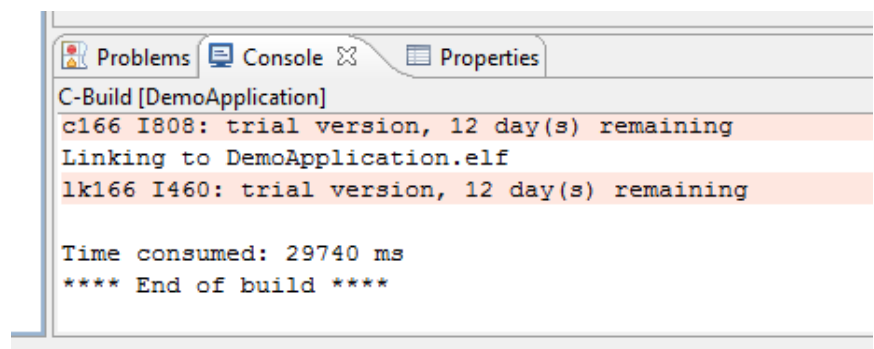 Problems Console Properties
C-Build [DemoApplication]
c166 I808: trial version, 12 day(s) remaining
Linking to DemoApplication.elf
lk166 I460: trial version, 12 day(s) remaining
Time consumed: 29740 ms
**** End of build ****